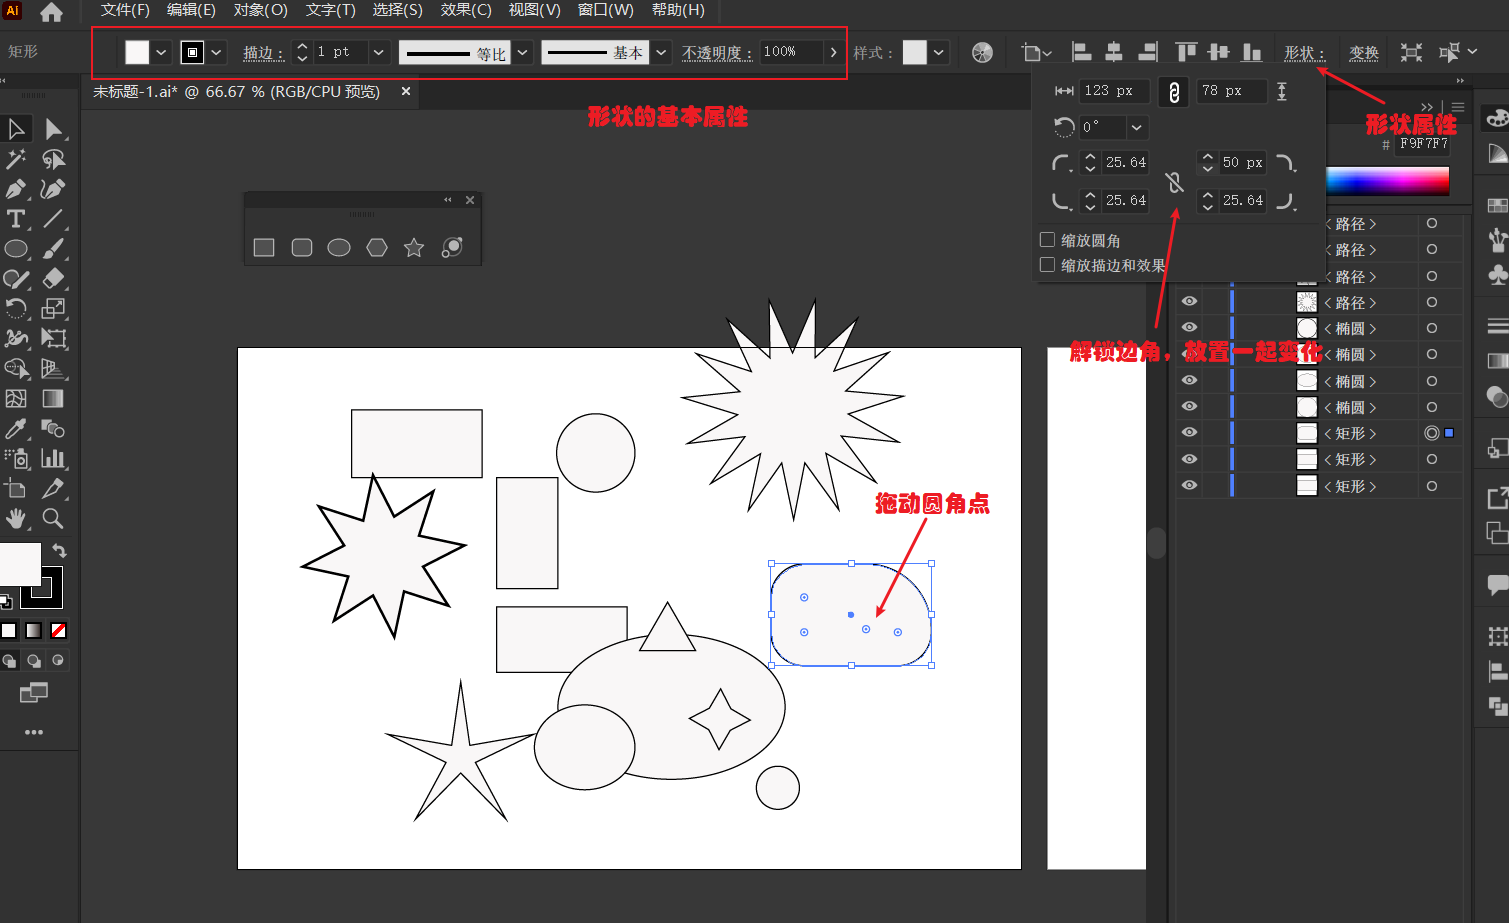 Ai 文件(F) 编辑(E) 对象(O) 文字(T) 选择(S) 效果(C) 视图(V) 窗口(W) 帮助(H)
矩形 描边： 1 pt 等比 基本 不透明度： 100% 样式： 形状： 变换
未标题-1.ai* @ 66.67 % (RGB/CPU 预览) ×
形状的基本属性
123 px 78 px
形状属性
0°
# F9F7F7
25.64 50 px
25.64 25.64
<路径>
缩放圆角
<路径>
缩放描边和效果
<路径>
<路径>
<椭圆>
解锁边角，放置一起变化
<椭圆>
<椭圆>
<椭圆>
<矩形>
<矩形>
<矩形>
拖动圆角点